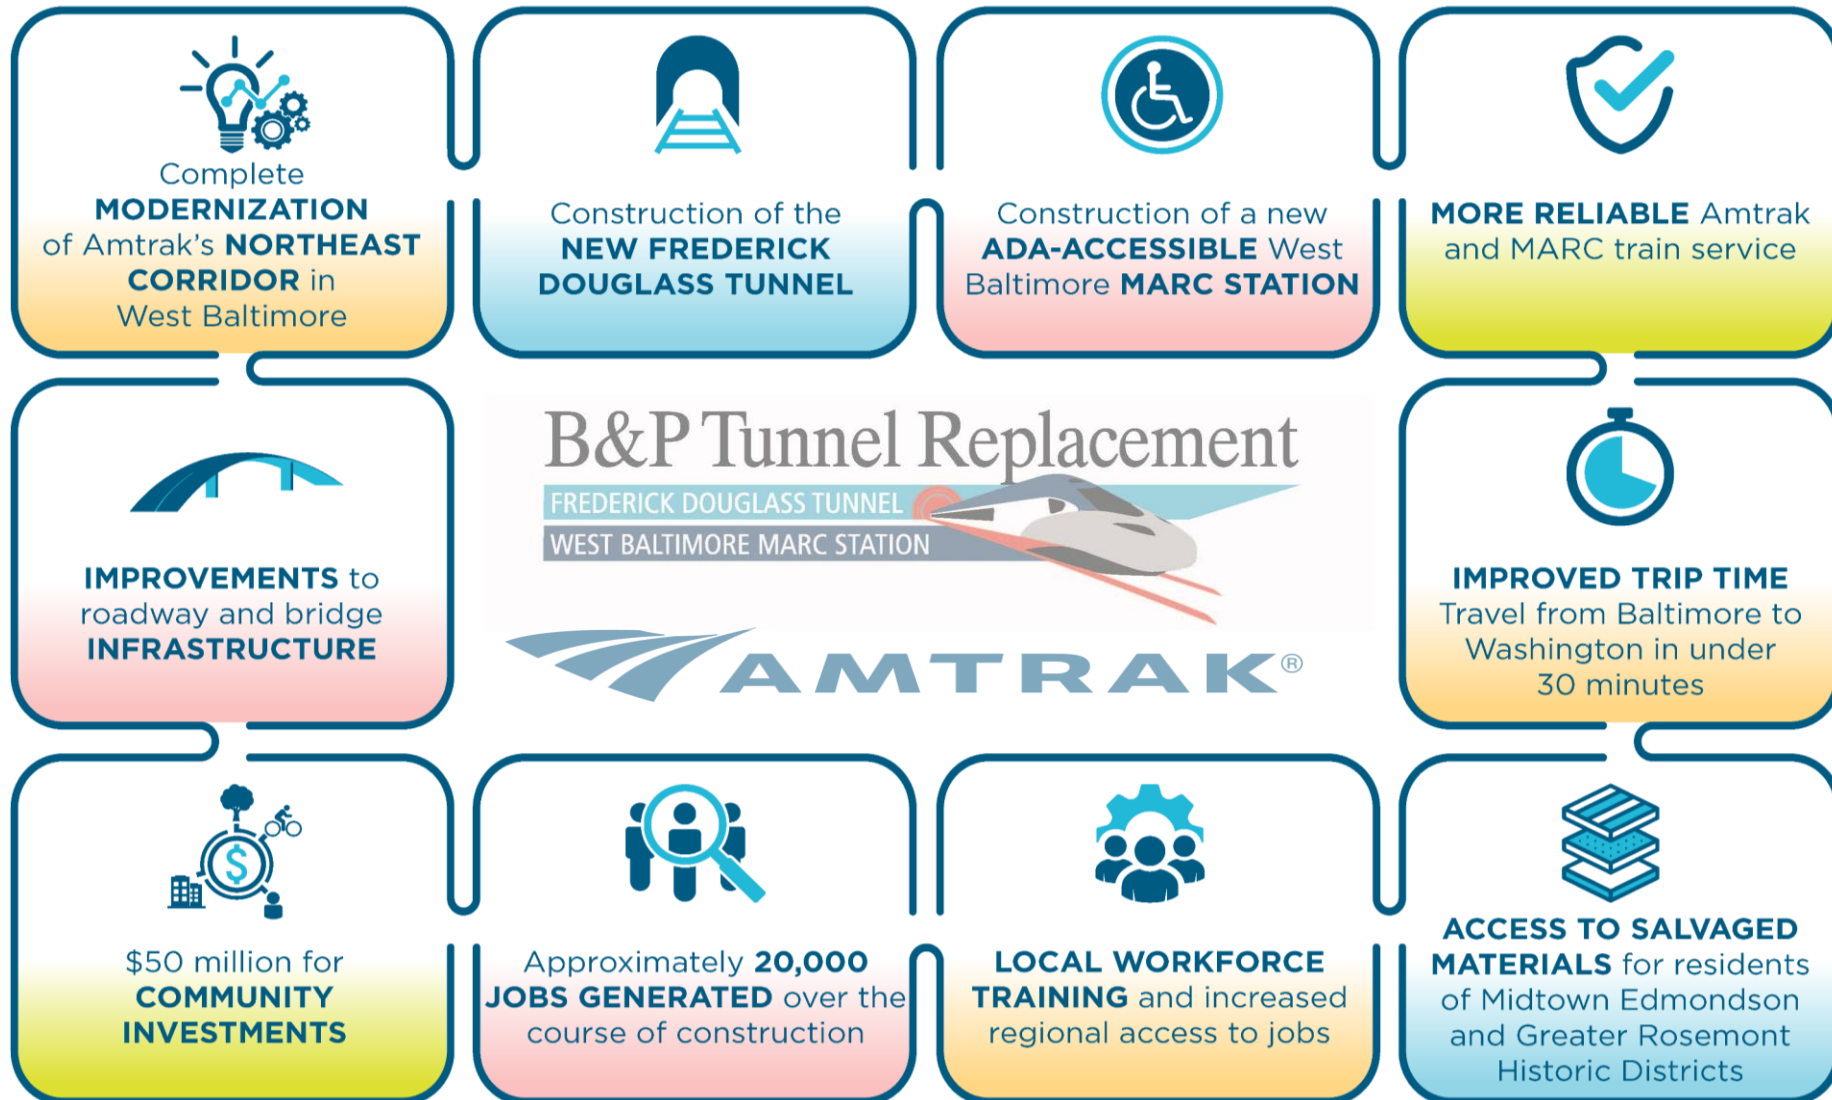 Complete
MODERNIZATION
of Amtrak's NORTHEAST
CORRIDOR in
West Baltimore
Construction of the
NEW FREDERICK
DOUGLASS TUNNEL
Construction of a new
ADA-ACCESSIBLE West
Baltimore MARC STATION
MORE RELIABLE Amtrak
and MARC train service
IMPROVEMENTS to
roadway and bridge
INFRASTRUCTURE
B&P Tunnel Replacement
FREDERICK DOUGLASS TUNNEL
WEST BALTIMORE MARC STATION
AMTRAK®
IMPROVED TRIP TIME
Travel from Baltimore to
Washington in under
30 minutes
$
$50 million for
COMMUNITY
INVESTMENTS
Approximately 20,000
JOBS GENERATED over the
course of construction
LOCAL WORKFORCE
TRAINING and increased
regional access to jobs
ACCESS TO SALVAGED
MATERIALS for residents
of Midtown Edmondson
and Greater Rosemont
Historic Districts